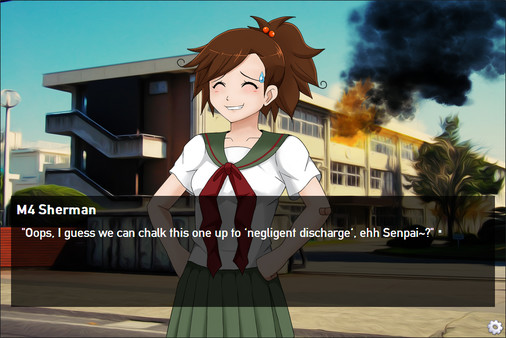 M4 Sherman
"Oops, I guess we can chalk this one up to 'negligent discharge', ehh Senpai~?"